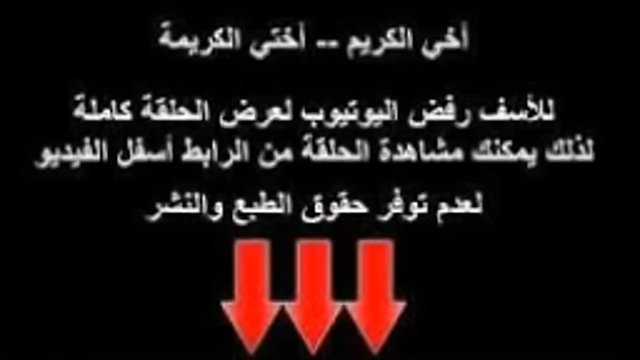 أخي الكريم -- أختي الكريمة
للأسف رفض اليوتيوب لعرض الحلقة كاملة
لذلك يمكنك مشاهدة الحلقة من الرابط أسفل الفيديو
لعدم توفر حقوق الطبع والنشر